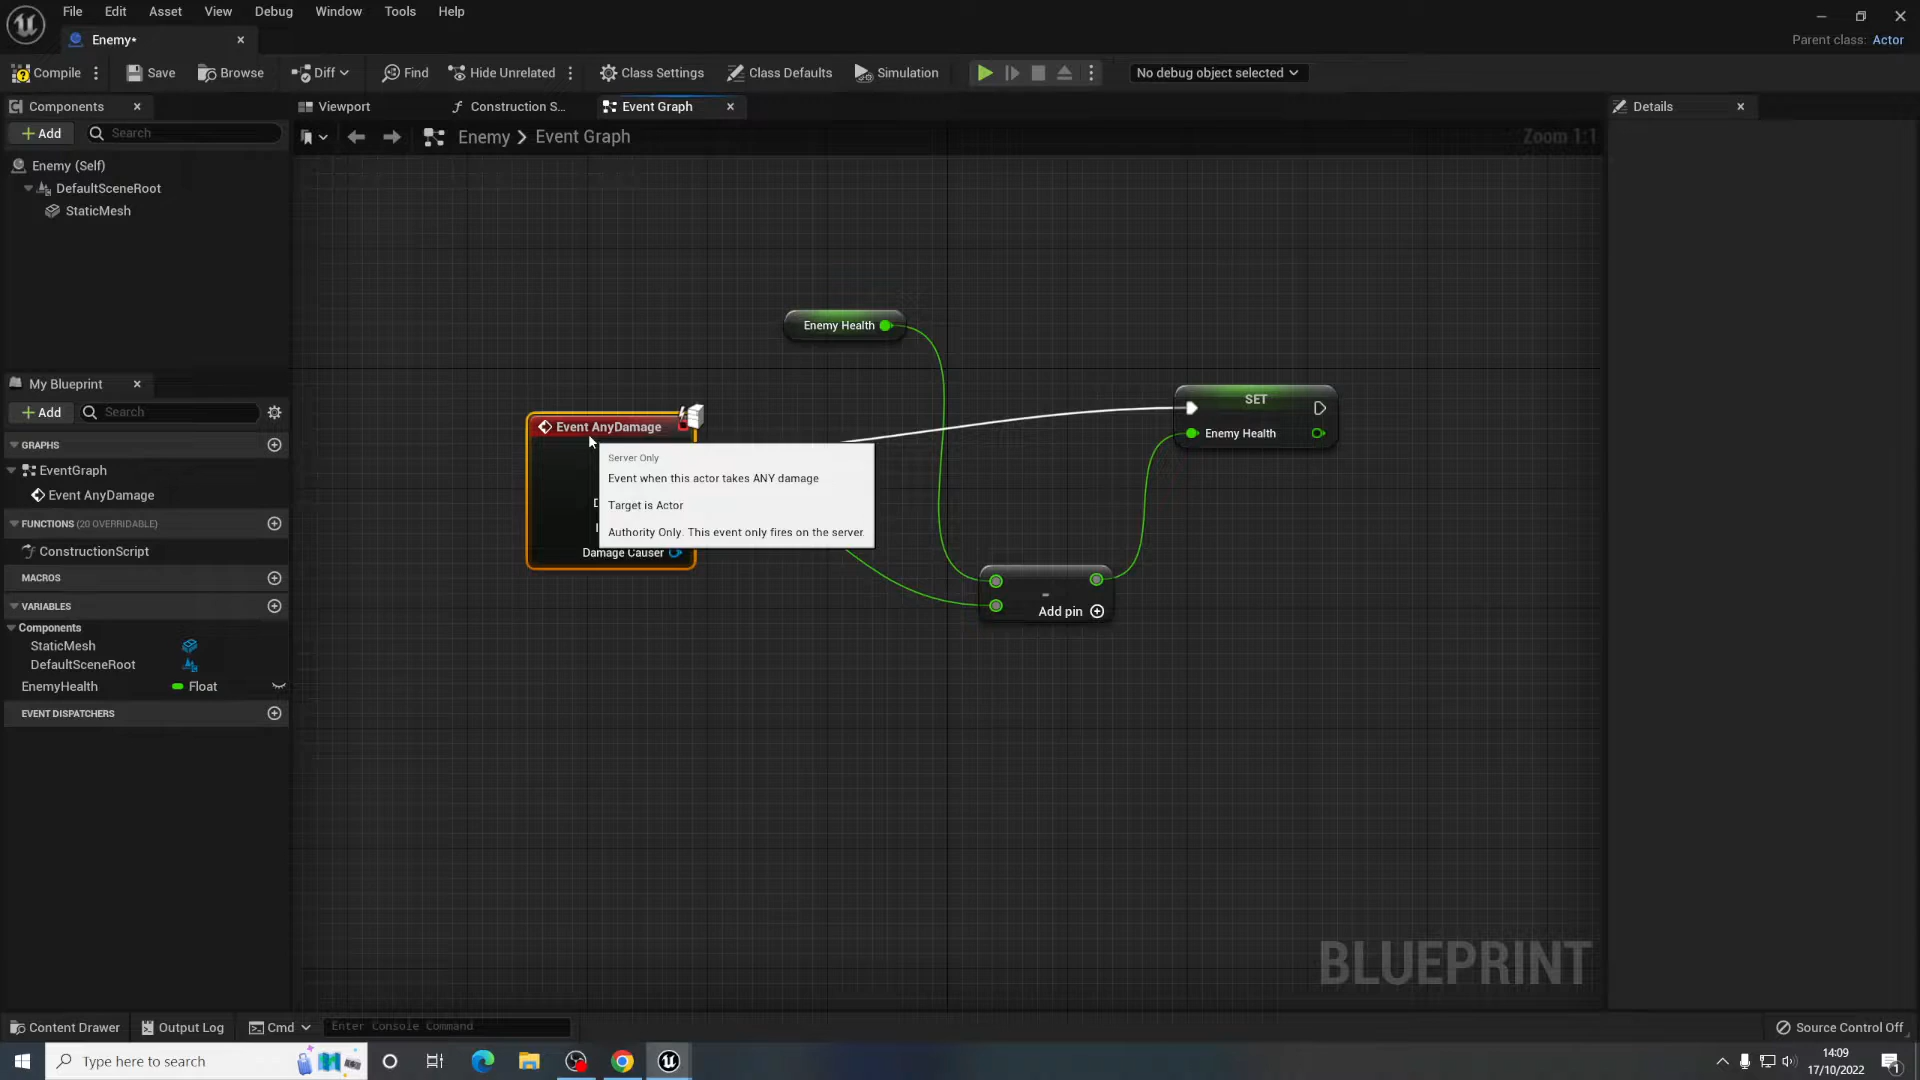 File Edit Asset View Debug Window Tools Help
Enemy•
Parent class: Actor
Compile Save Browse Diff Find Hide Unrelated Class Settings Class Defaults Simulation No debug object selected
Components
Viewport
Construction S...
Event Graph
Details
Add
Search
Enemy > Event Graph
Zoom 1:1
Enemy (Self)
DefaultSceneRoot
StaticMesh
My Blueprint
Add
Search
GRAPHS
EventGraph
Event AnyDamage
FUNCTIONS (20 OVERRIDABLE)
ConstructionScript
MACROS
VARIABLES
Components
StaticMesh
DefaultSceneRoot
EnemyHealth Float
EVENT DISPATCHERS
Enemy Health
Event AnyDamage
D
I
Damage Causer
Server Only
Event when this actor takes ANY damage
Target is Actor
Authority Only. This event only fires on the server.
SET
Enemy Health
-
Add pin
BLUEPRINT
Content Drawer Output Log Cmd Enter Console Command
Source Control Off
Type here to search
14:09
17/10/2022
1